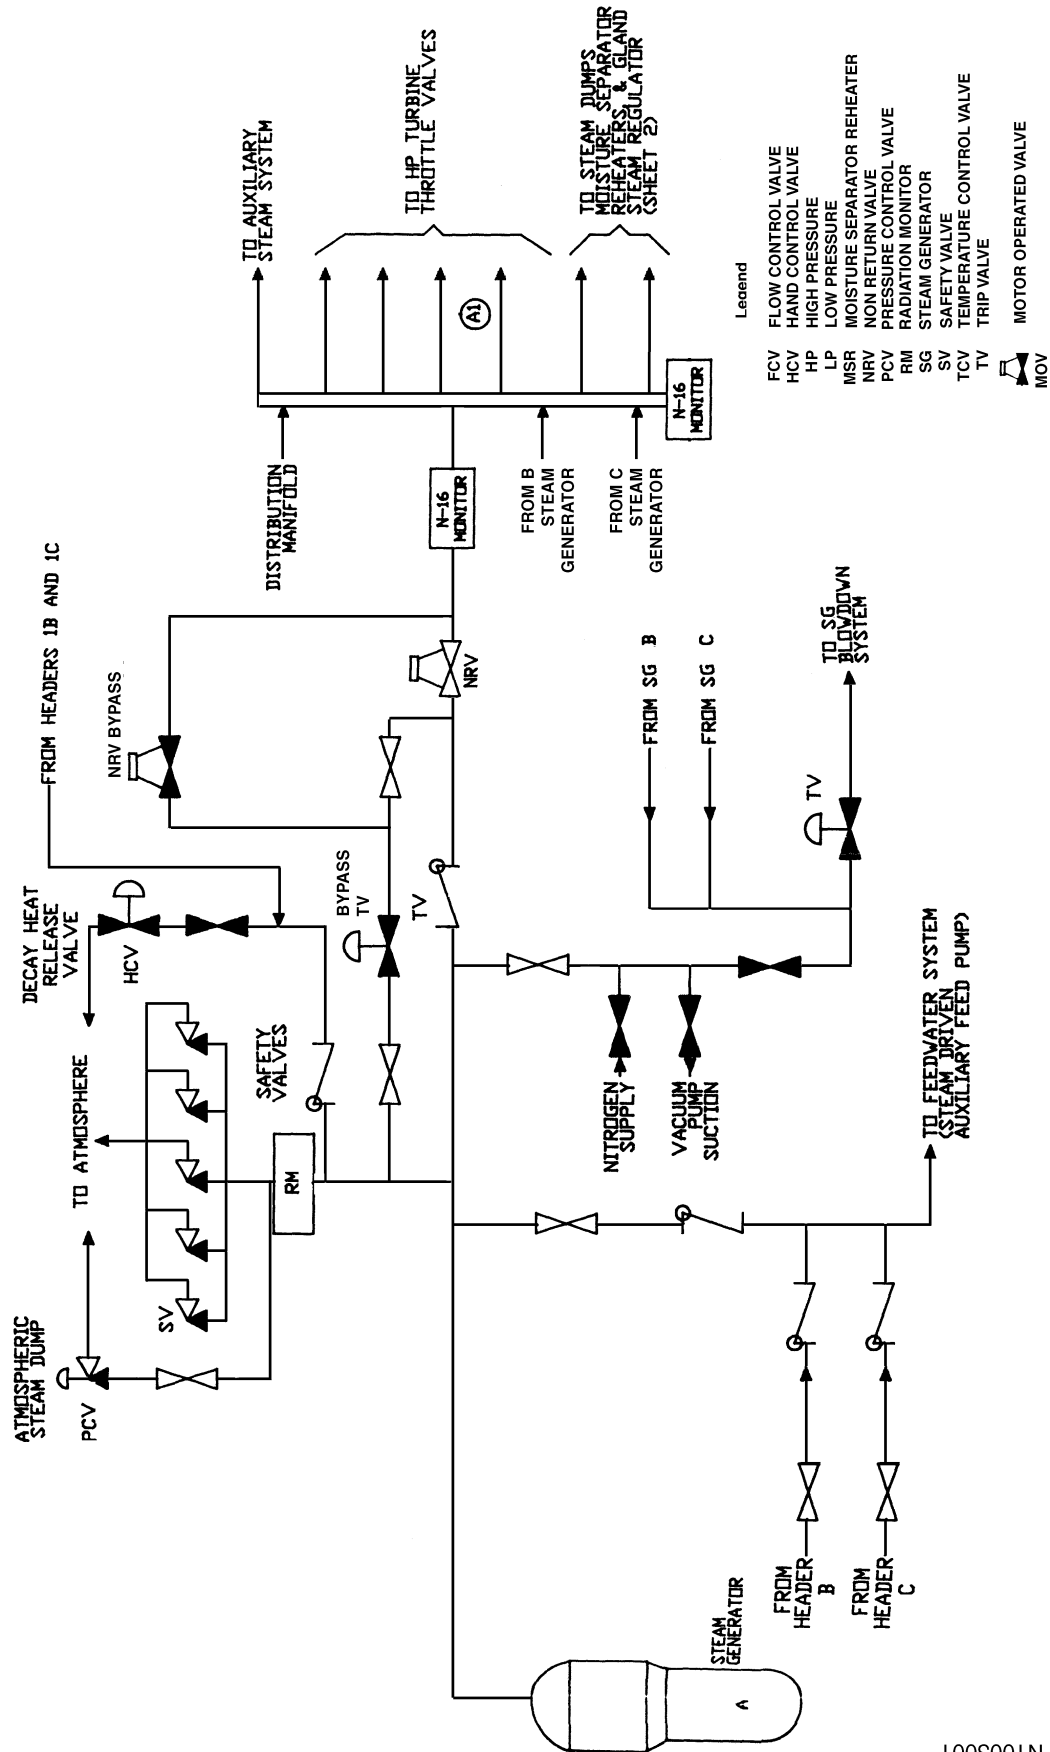 ATMOSPHERIC
STEAM DUMP
PCV
TO ATMOSPHERE
SV
DECAY HEAT
RELEASE
VALVE
HCV
SAFETY
VALVES
RM
FROM HEADERS 1B AND 1C
NRV BYPASS
BYPASS
TV
TV
NRV
N-16
MONITOR
DISTRIBUTION
MANIFOLD
FROM B
STEAM
GENERATOR
FROM C
STEAM
GENERATOR
N-16
MONITOR
TO AUXILIARY
STEAM SYSTEM
TO HP TURBINE
THROTTLE VALVES
A1
TO STEAM DUMPS
MOISTURE SEPARATOR
REHEATERS, & GLAND
STEAM REGULATOR
(SHEET 2)
STEAM
GENERATOR
A
FROM
HEADER
B
FROM
HEADER
C
TO FEEDWATER SYSTEM
(STEAM DRIVEN
AUXILIARY FEED PUMP)
NITROGEN
SUPPLY
VACUUM
PUMP
SUCTION
FROM SG B
FROM SG C
TV
TO SG
BLOWDOWN
SYSTEM
Legend
FCV FLOW CONTROL VALVE
HCV HAND CONTROL VALVE
HP HIGH PRESSURE
LP LOW PRESSURE
MSR MOISTURE SEPARATOR REHEATER
NRV NON RETURN VALVE
PCV PRESSURE CONTROL VALVE
RM RADIATION MONITOR
SG STEAM GENERATOR
SV SAFETY VALVE
TCV TEMPERATURE CONTROL VALVE
TV TRIP VALVE
MOTOR OPERATED VALVE
MOV